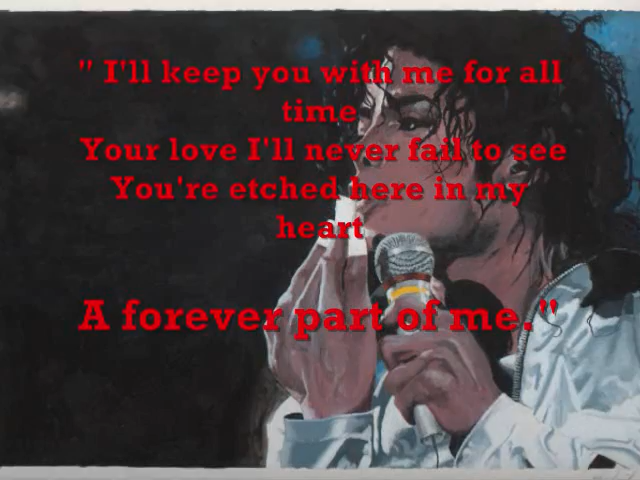 " I'll keep you with me for all
time
Your love I'll never fail to see
You're etched here in my
heart
A forever part of me."